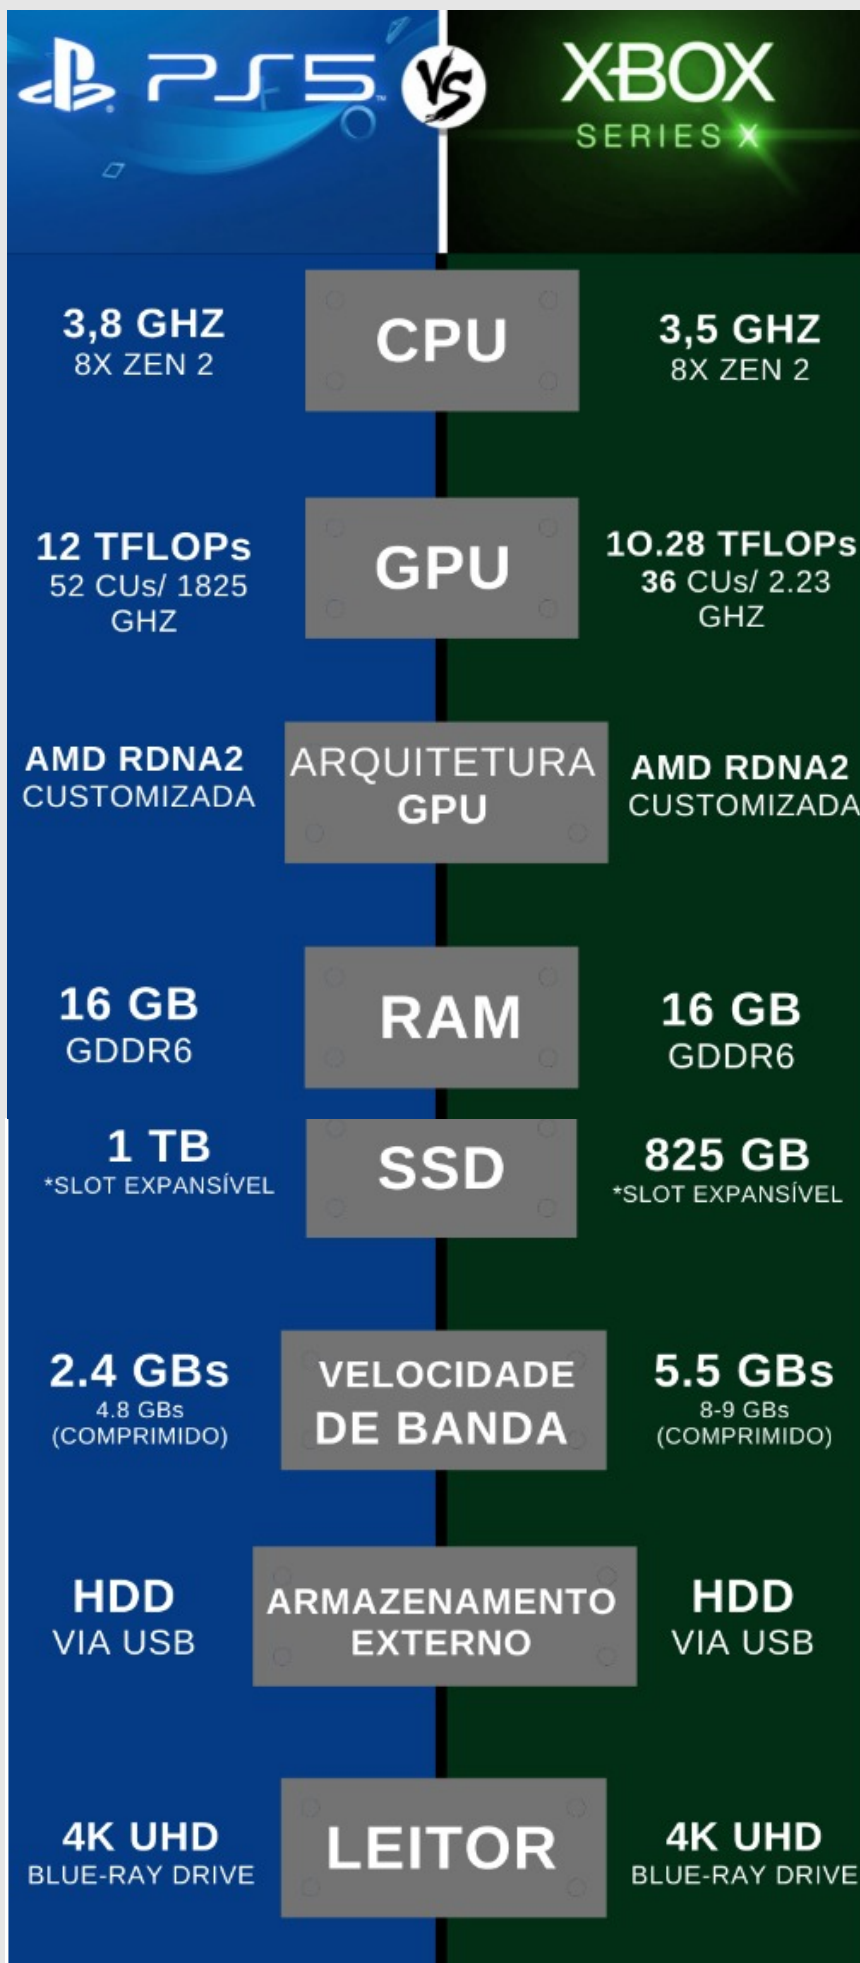 PS5
VS
XBOX
SERIES X
3,8 GHZ
8X ZEN 2
CPU
3,5 GHZ
8X ZEN 2
12 TFLOPs
52 CUs/ 1825
GHZ
GPU
1O.28 TFLOPs
36 CUs/ 2.23
GHZ
AMD RDNA2
CUSTOMIZADA
ARQUITETURA
GPU
AMD RDNA2
CUSTOMIZADA
16 GB
GDDR6
RAM
16 GB
GDDR6
1 TB
*SLOT EXPANSÍVEL
SSD
825 GB
*SLOT EXPANSÍVEL
2.4 GBs
4.8 GBs
(COMPRIMIDO)
VELOCIDADE
DE BANDA
5.5 GBs
8-9 GBs
(COMPRIMIDO)
HDD
VIA USB
ARMAZENAMENTO
EXTERNO
HDD
VIA USB
4K UHD
BLUE-RAY DRIVE
LEITOR
4K UHD
BLUE-RAY DRIVE